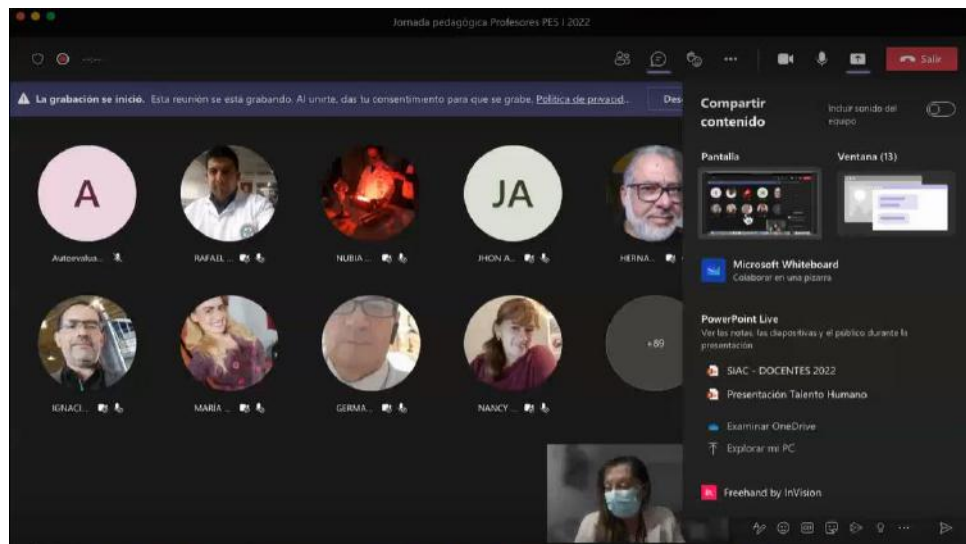 Jornada pedagógica Profesores PES I 2022
Salir
La grabación se inició. Esta reunión se está grabando. Al unirte, das tu consentimiento para que se grabe. Política de privacid...
Des
Compartir contenido
Incluir sonido del equipo
Pantalla
Ventana (13)
A
JA
Autoevalua...
RAFAEL ...
NUBIA ...
JHON A...
HERNA...
Microsoft Whiteboard
Colaborar en una pizarra
PowerPoint Live
Ver las notas, las diapositivas y el público durante la presentación
+89
SIAC - DOCENTES 2022
Presentación Talento Humano
IGNACI...
MARÍA ...
GERMA...
NANCY ...
Examinar OneDrive
Explorar mi PC
Freehand by InVision